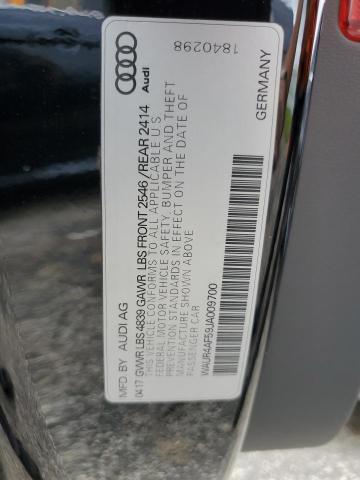 Audi
1840298
MFD. BY AUDI AG
04 17 GVWR LBS 4839 GAWR LBS FRONT 2546/REAR 2414
THIS VEHICLE CONFORMS TO ALL APPLICABLE U S
FEDERAL MOTOR VEHICLE SAFETY, BUMPER AND THEFT
PREVENTION STANDARDS IN EFFECT ON THE DATE OF
MANUFACTURE SHOWN ABOVE
PASSENGER CAR
WAUR4AF59JA009700
GERMANY